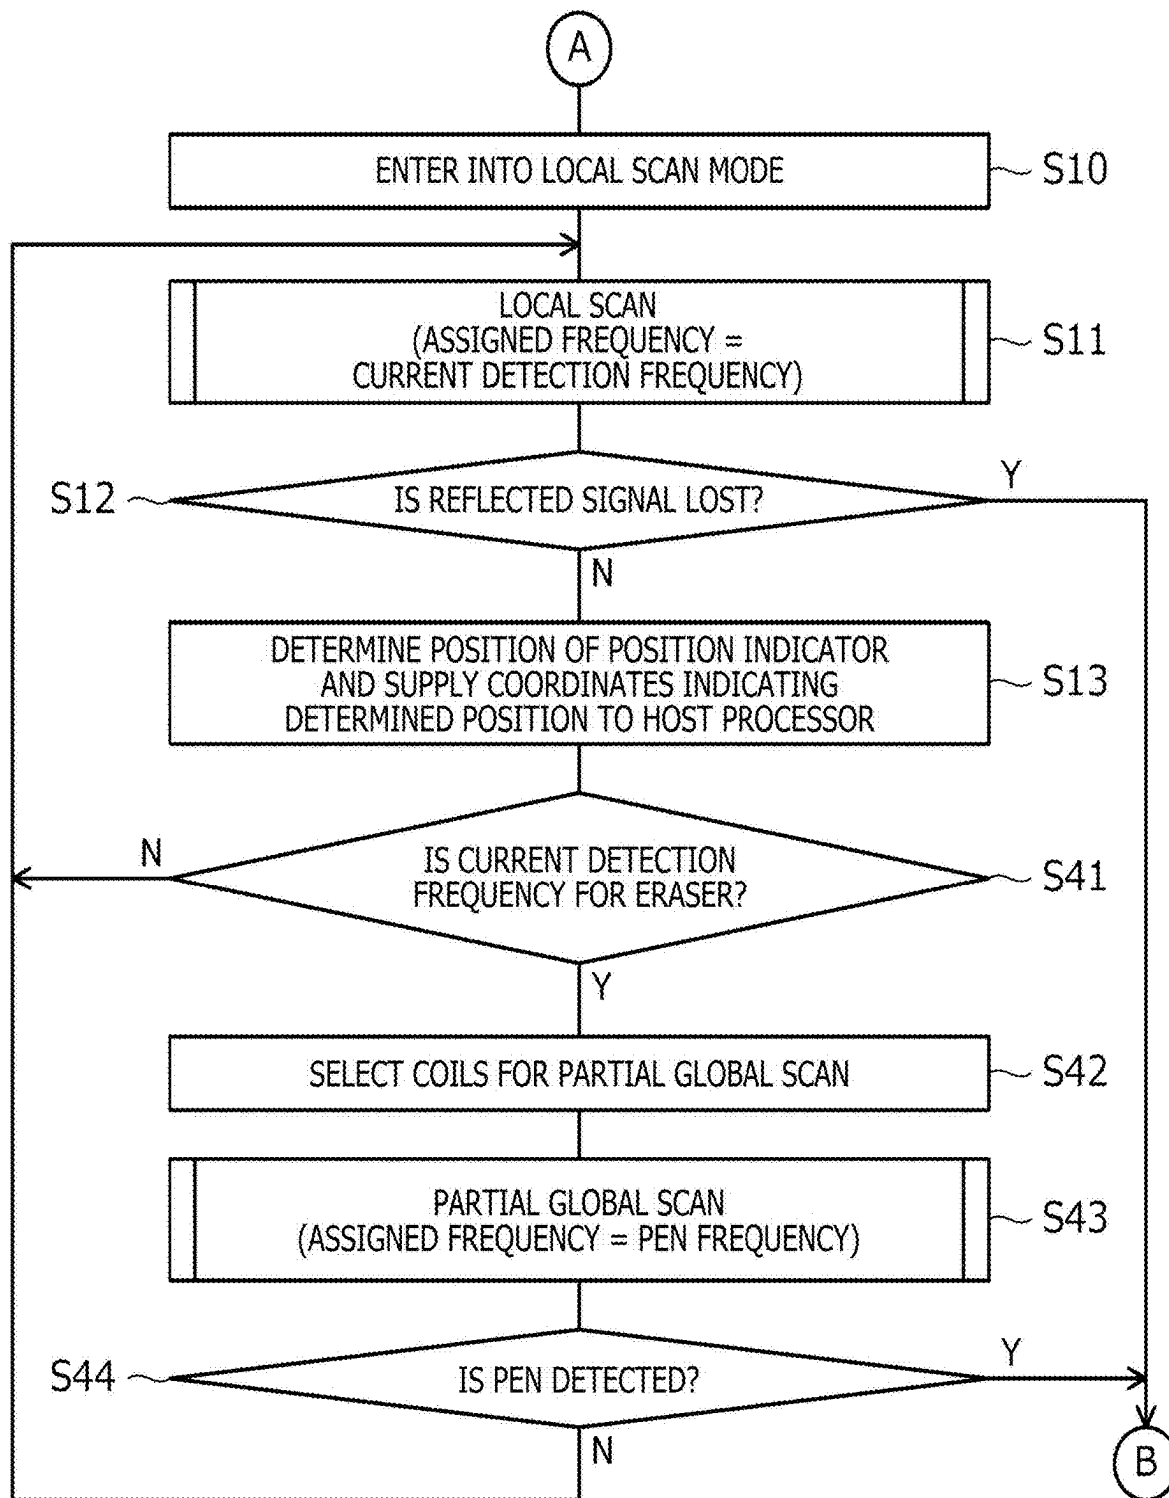 A
ENTER INTO LOCAL SCAN MODE
S10
LOCAL SCAN
(ASSIGNED FREQUENCY =
CURRENT DETECTION FREQUENCY)
S11
S12
IS REFLECTED SIGNAL LOST?
Y
N
DETERMINE POSITION OF POSITION INDICATOR
AND SUPPLY COORDINATES INDICATING
DETERMINED POSITION TO HOST PROCESSOR
S13
N
IS CURRENT DETECTION
FREQUENCY FOR ERASER?
S41
Y
SELECT COILS FOR PARTIAL GLOBAL SCAN
S42
PARTIAL GLOBAL SCAN
(ASSIGNED FREQUENCY = PEN FREQUENCY)
S43
S44
IS PEN DETECTED?
Y
N
B